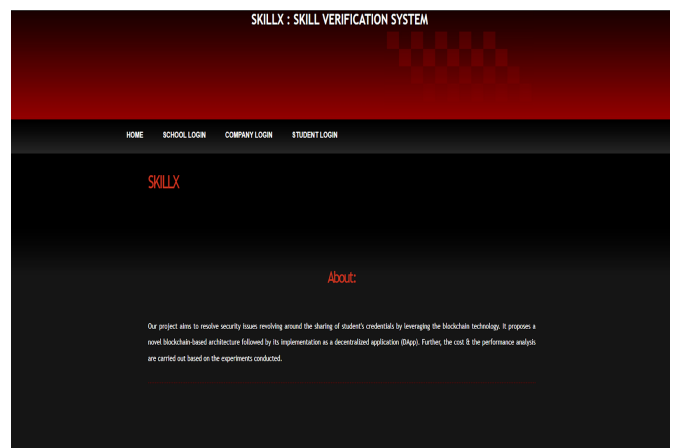 SKILLX : SKILL VERIFICATION SYSTEM
HOME SCHOOL LOGIN COMPANY LOGIN STUDENT LOGIN
SKILLX
About:
Our project aims to resolve security issues revolving around the sharing of student's credentials by leveraging the blockchain technology. It proposes a
novel blockchain-based architecture followed by its implementation as a decentralized application (DApp). Further, the cost & the performance analysis
are carried out based on the experiments conducted.